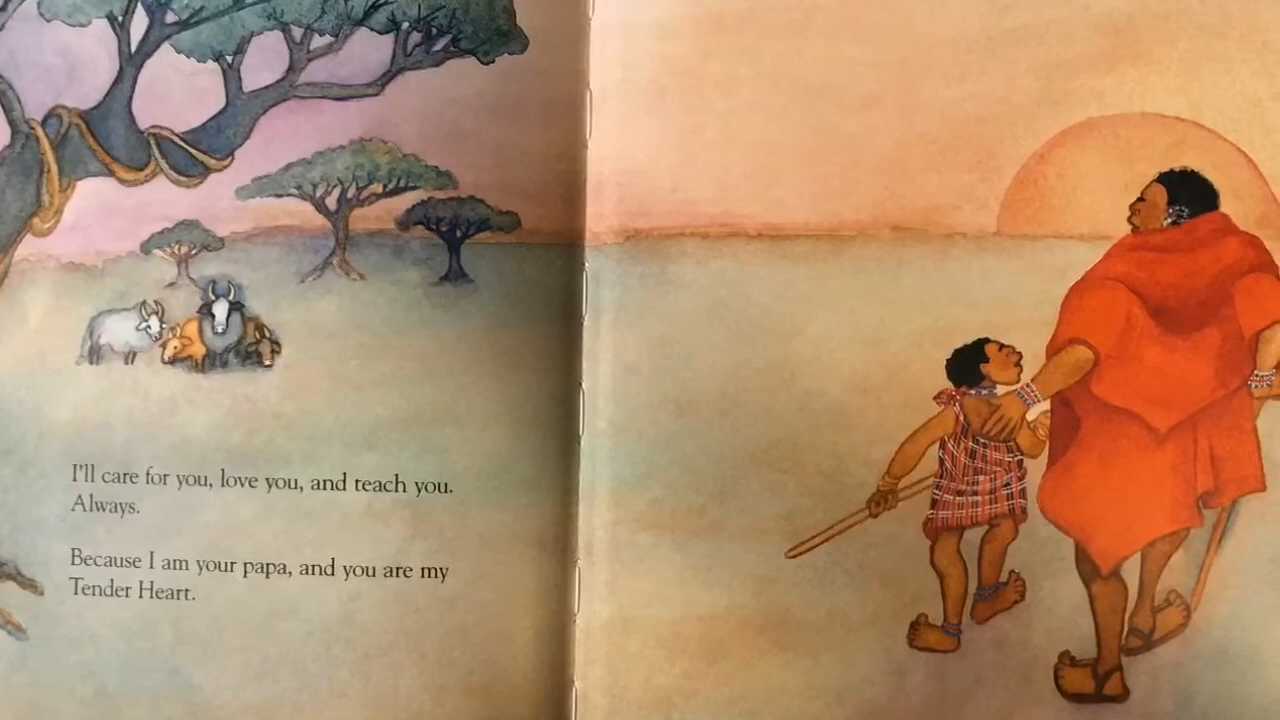 I'll care for you, love you, and teach you.
Always.
Because I am your papa, and you are my
Tender Heart.